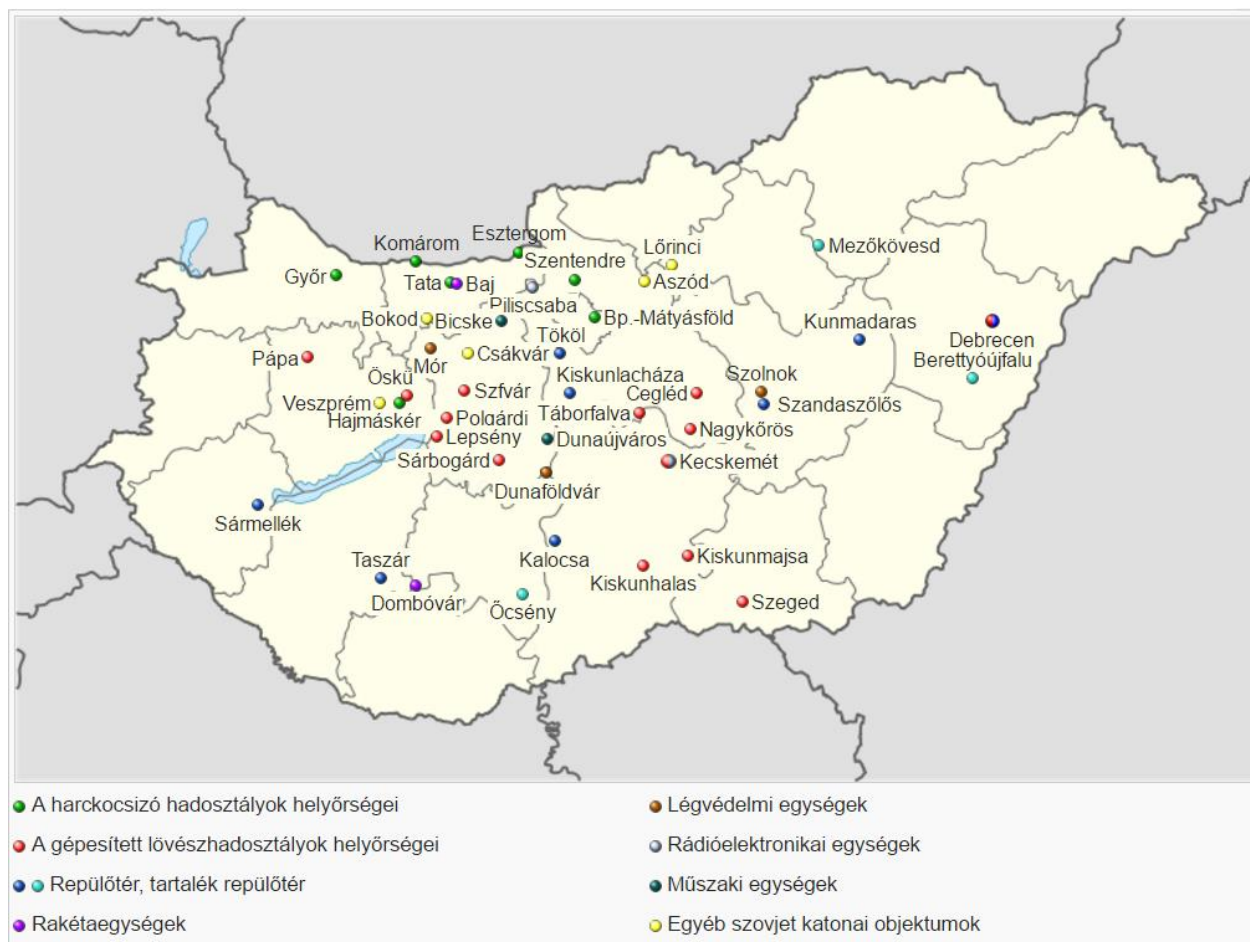 Esztergom
Komárom
Lőrinci
Mezőkövesd
Szentendre
Győr
Tata
Baj
Aszód
Piliscsaba
Bokod
Bicske
Bp.-Mátyásföld
Kunmadaras
Tököl
Debrecen
Pápa
Mór
Csákvár
Berettyóújfalu
Öskü
Kiskunlacháza
Szolnok
Szfvár
Cegléd
Veszprém
Szandaszőlős
Hajmáskér
Polgárdi
Táborfalva
Nagykőrös
Lepsény
Dunaújváros
Sárbogárd
Kecskemét
Dunaföldvár
Sármellék
Taszár
Kalocsa
Kiskunmajsa
Kiskunhalas
Dombóvár
Őcsény
Szeged
A harckocsizó hadosztályok helyőrségei
A gépesített lövészhadosztályok helyőrségei
Repülőtér, tartalék repülőtér
Rakétaegységek
Légvédelmi egységek
Rádióelektronikai egységek
Műszaki egységek
Egyéb szovjet katonai objektumok